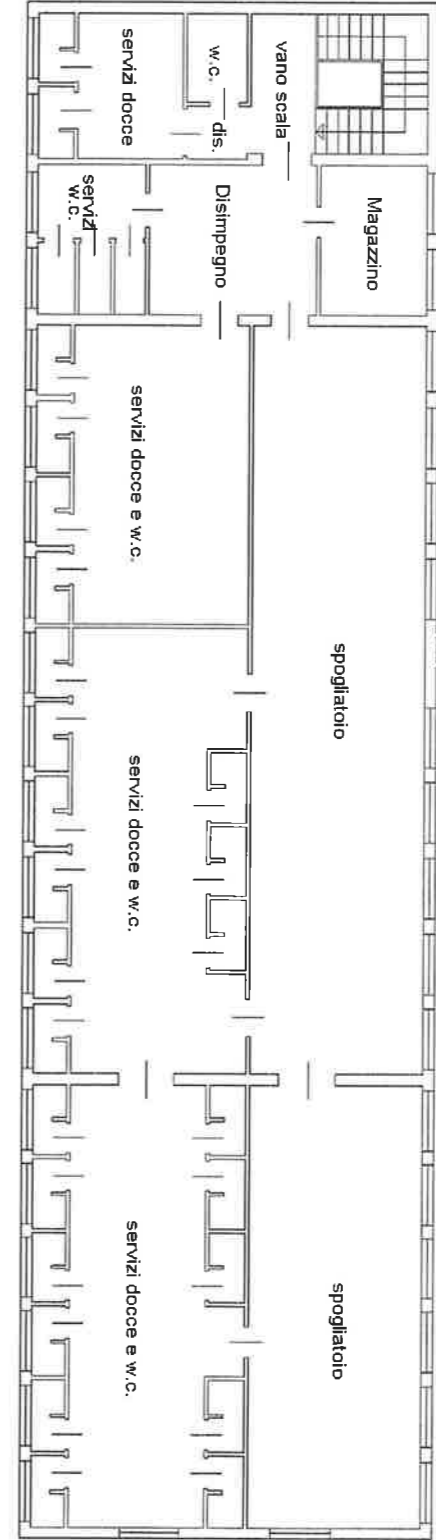 servizi docce
w.c.
dis.
vano scala
servizi
w.c.
Disimpegno
Magazzino
servizi docce e w.c.
spogliatoio
servizi docce e w.c.
servizi docce e w.c.
spogliatoio